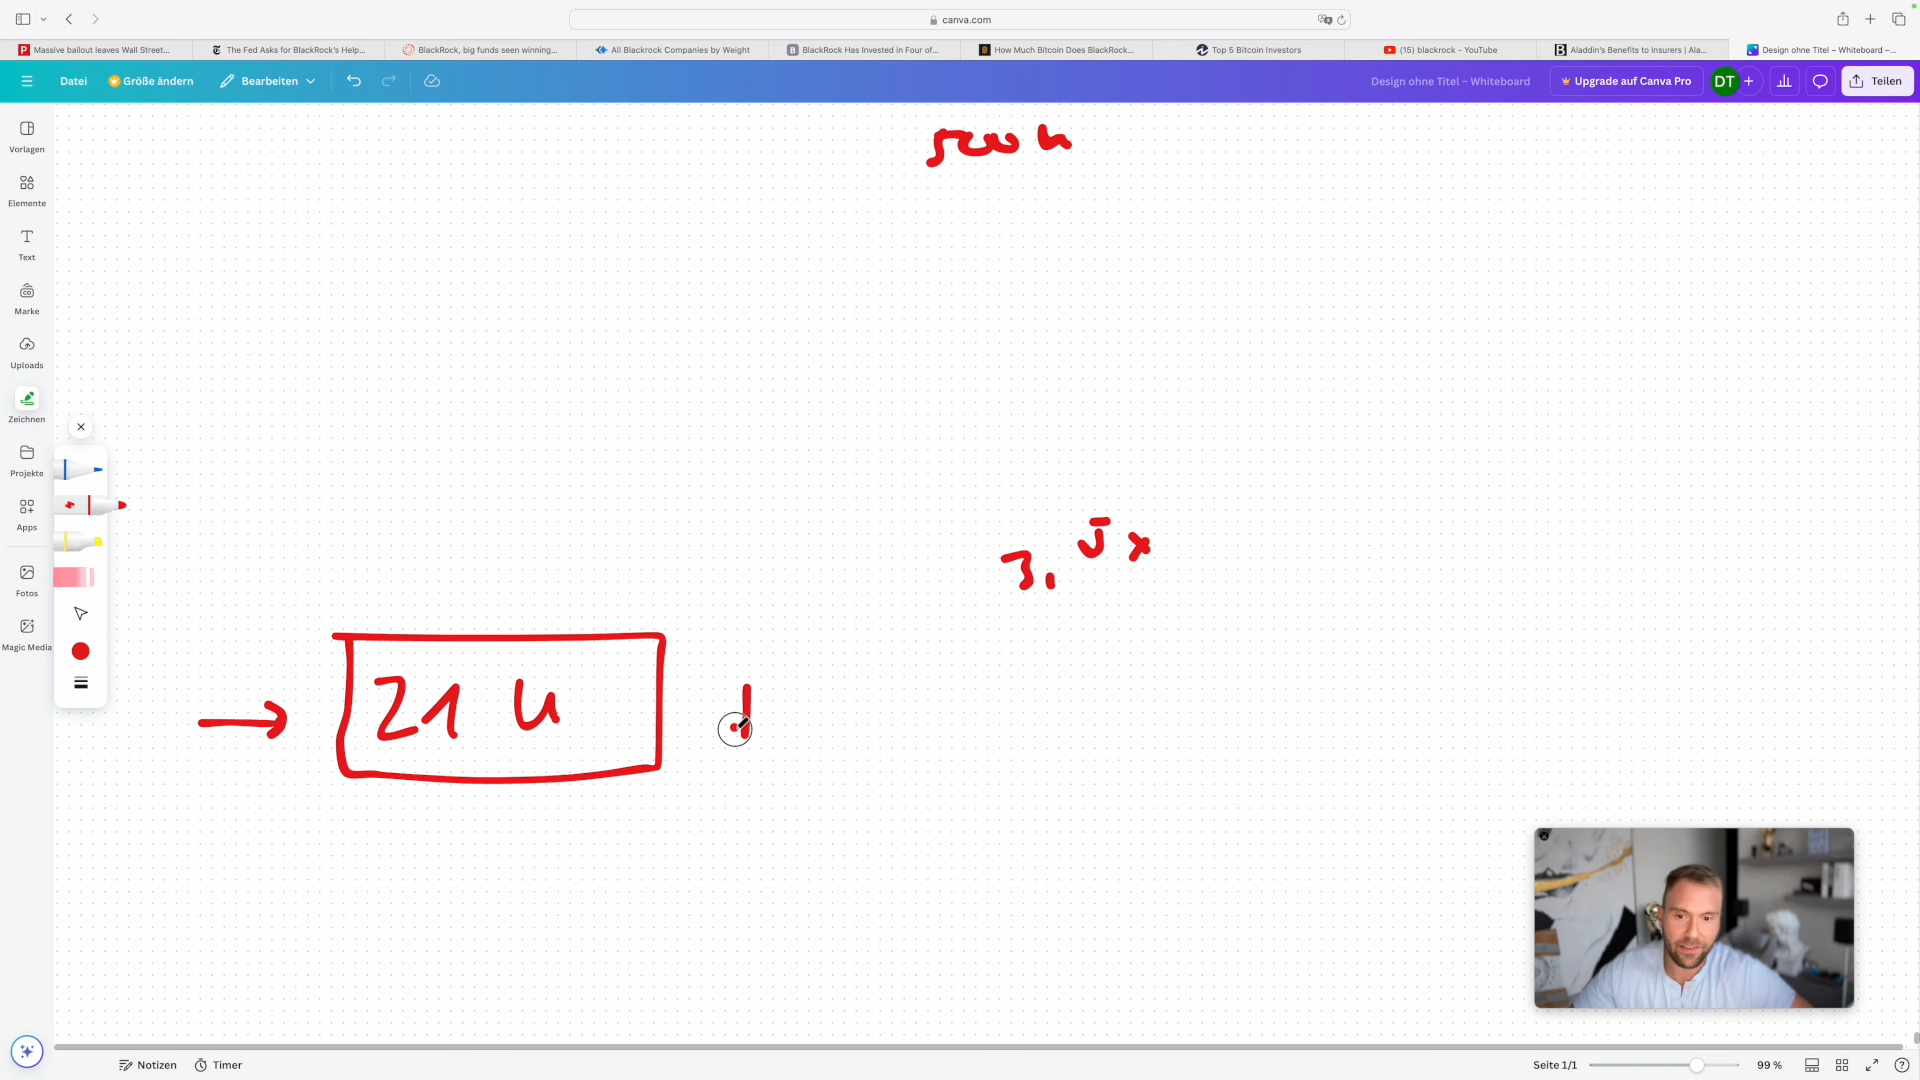 canva.com
Massive bailout leaves Wall Street...
The Fed Asks for BlackRock's Help...
BlackRock, big funds seen winning...
All Blackrock Companies by Weight
BlackRock Has Invested in Four of...
How Much Bitcoin Does BlackRock...
Top 5 Bitcoin Investors
(15) blackrock - YouTube
Aladdin's Benefits to Insurers | Ala...
Design ohne Titel – Whiteboard –...
Datei
Größe ändern
Bearbeiten
Design ohne Titel – Whiteboard
Upgrade auf Canva Pro
DT
Teilen
Vorlagen
Elemente
Text
Marke
Uploads
Zeichnen
Projekte
Apps
Fotos
Magic Media
3,5x
21
Notizen
Timer
Seite 1/1
99 %